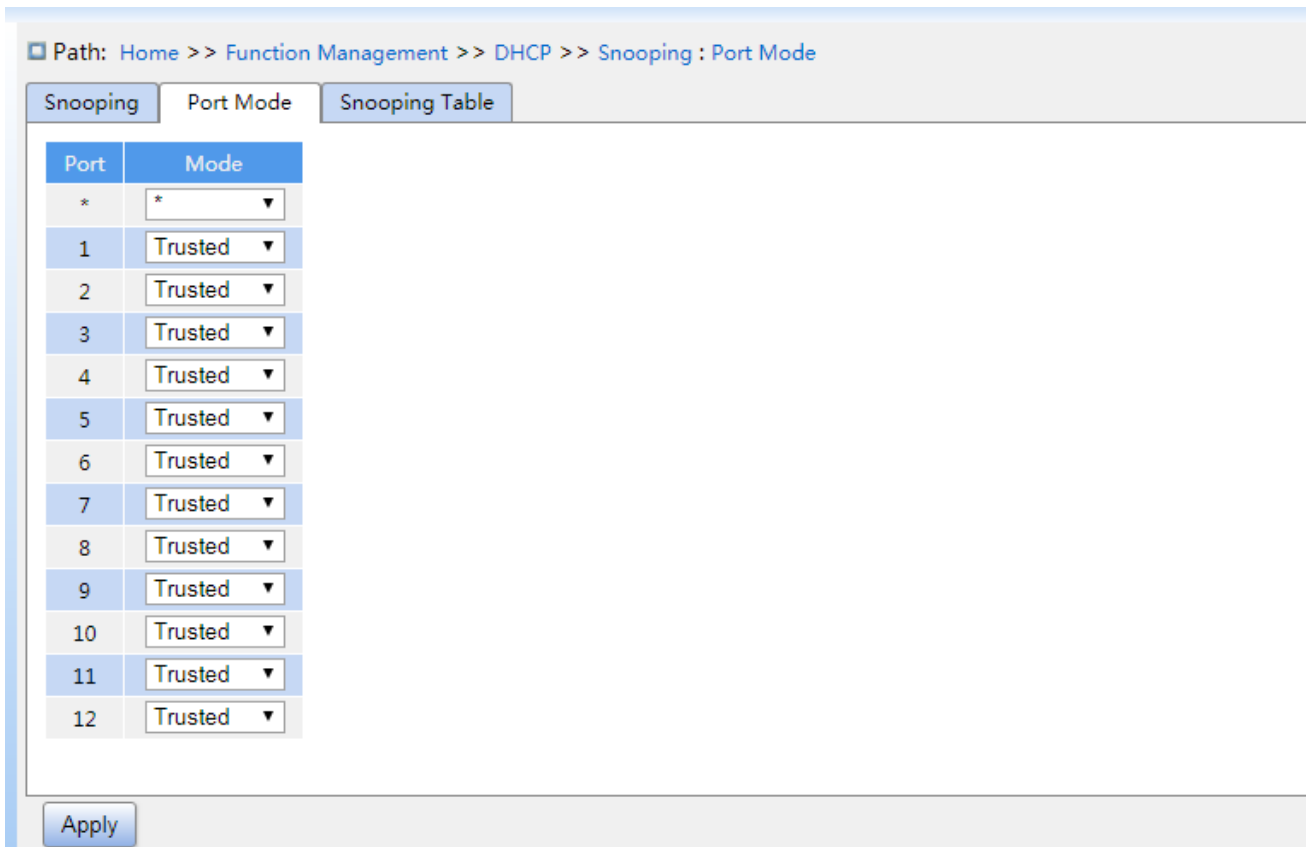 Path: Home >> Function Management >> DHCP >> Snooping : Port Mode
Snooping Port Mode Snooping Table
Port Mode
* *
1 Trusted
2 Trusted
3 Trusted
4 Trusted
5 Trusted
6 Trusted
7 Trusted
8 Trusted
9 Trusted
10 Trusted
11 Trusted
12 Trusted
Apply